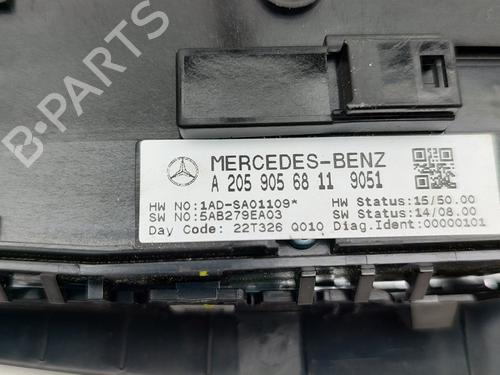 B-PARTS
MERCEDES-BENZ
A 205 905 68 11 9051
HW NO:1AD-SA01109* HW Status:15/50.00
SW NO:5AB279EA03 SW Status:14/08.00
Day Code: 22T326 Q010 Diag.Ident:00000101